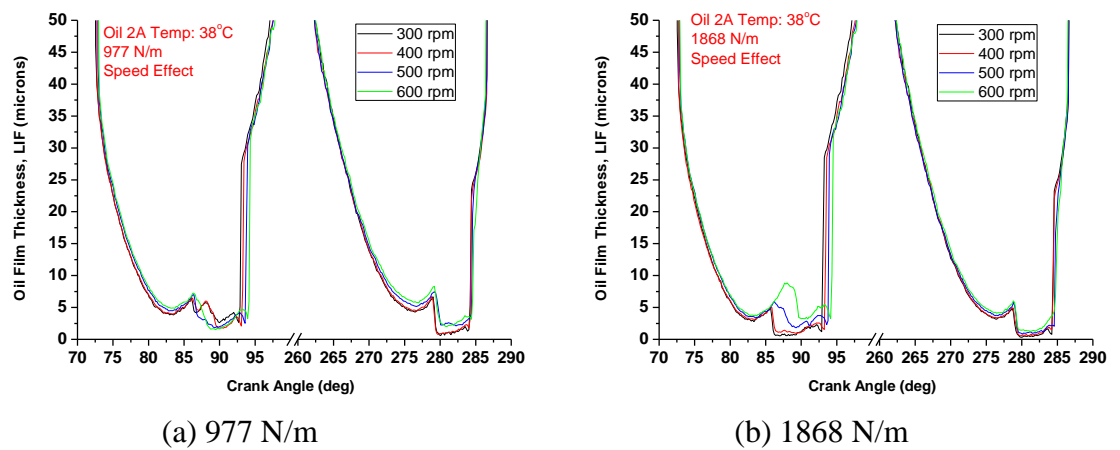 Oil Film Thickness, LIF (microns)
50
45
40
35
30
25
20
15
10
5
0
Oil 2A Temp: 38°C
977 N/m
Speed Effect
300 rpm
400 rpm
500 rpm
600 rpm
70 75 80 85 90 95 260 265 270 275 280 285 290
Crank Angle (deg)
(a) 977 N/m
Oil Film Thickness, LIF (microns)
50
45
40
35
30
25
20
15
10
5
0
Oil 2A Temp: 38°C
1868 N/m
Speed Effect
300 rpm
400 rpm
500 rpm
600 rpm
70 75 80 85 90 95 260 265 270 275 280 285 290
Crank Angle (deg)
(b) 1868 N/m